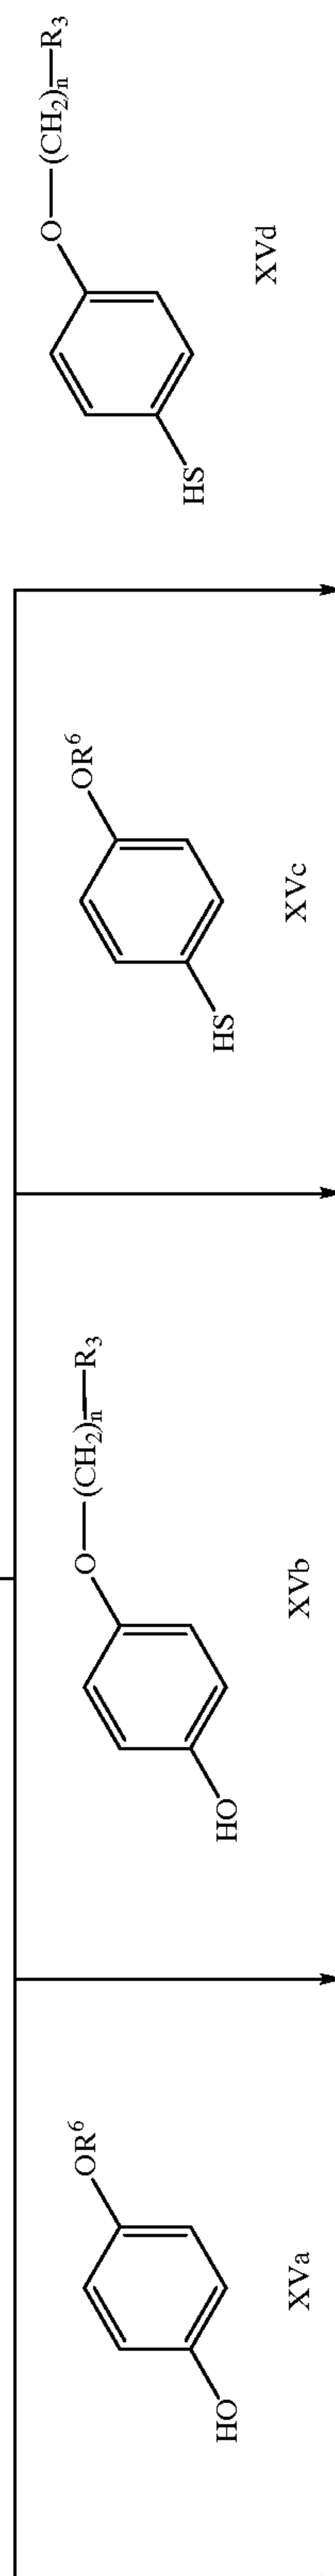 HO
OR⁶
XVa
HO
O—(CH₂)ₙ—R₃
XVb
HS
OR⁶
XVc
HS
O—(CH₂)ₙ—R₃
XVd